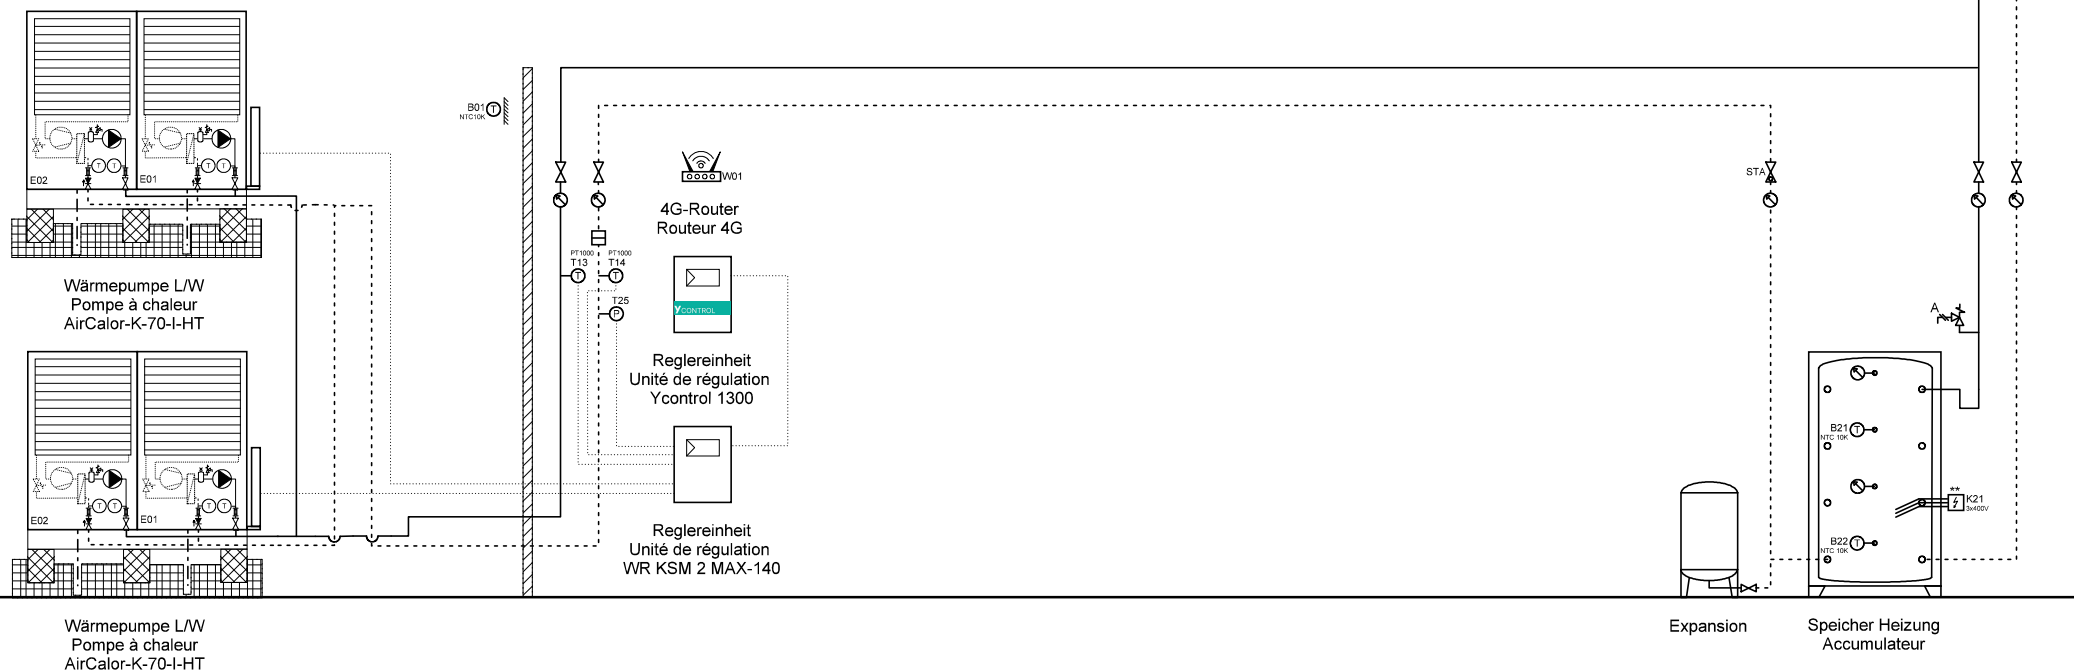 E02
E01
Wärmepumpe L/W
Pompe à chaleur
AirCalor-K-70-I-HT
E02
E01
Wärmepumpe L/W
Pompe à chaleur
AirCalor-K-70-I-HT
B01
T
NTC10K
W01
4G-Router
Routeur 4G
PT1000
T13
T
PT1000
T14
T
T25
P
YCONTROL
Reglereinheit
Unité de régulation
Ycontrol 1300
Reglereinheit
Unité de régulation
WR KSM 2 MAX-140
STA
A
B21
T
NTC 10K
**
K21
3x400V
B22
T
NTC 10K
Expansion
Speicher Heizung
Accumulateur